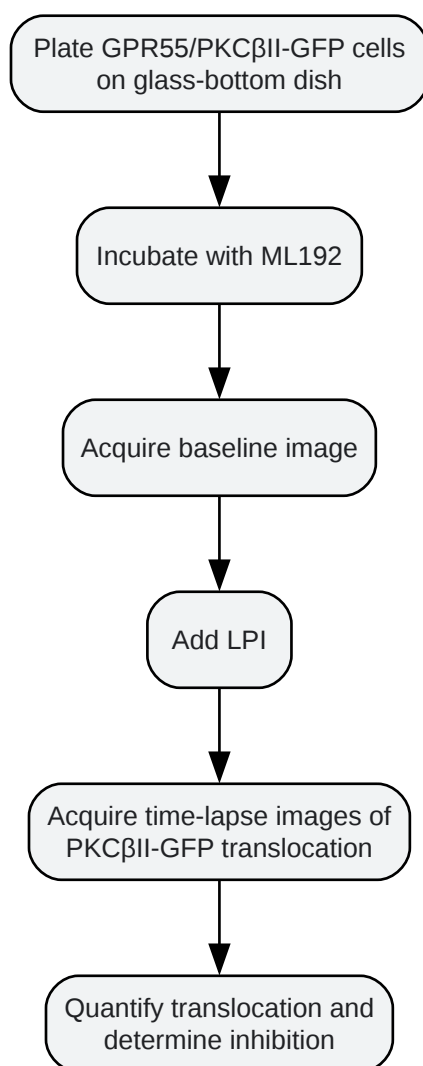 Plate GPR55/PKCβII-GFP cells
on glass-bottom dish
Incubate with ML192
Acquire baseline image
Add LPI
Acquire time-lapse images of
PKCβII-GFP translocation
Quantify translocation and
determine inhibition